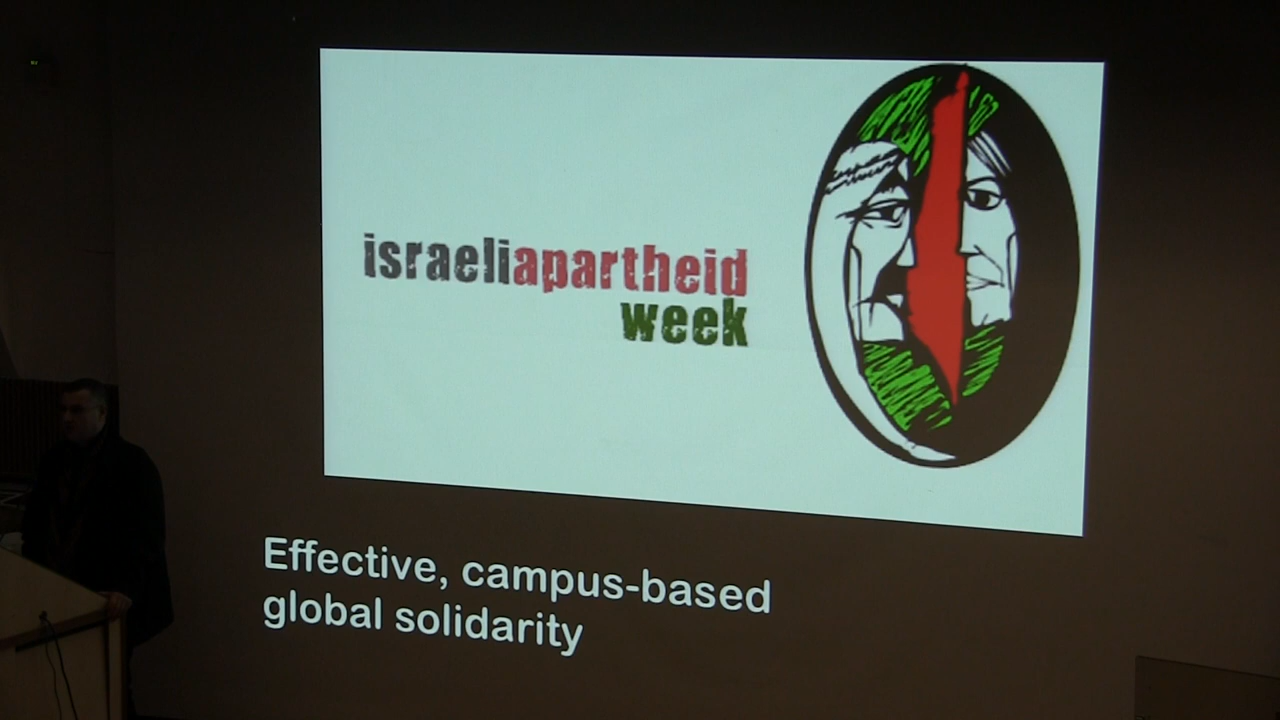 israeliapartheid
week
Effective, campus-based
global solidarity